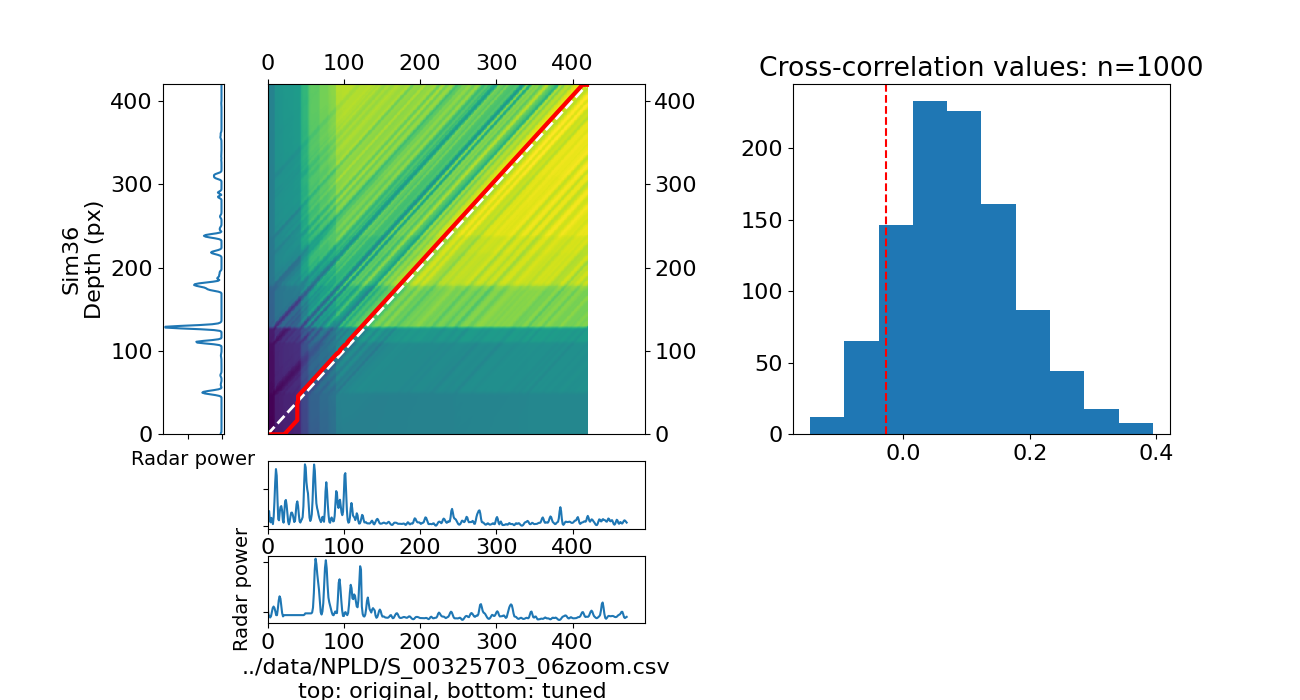 Cross-correlation values: n=1000
0 100 200 300 400
400
300
200
100
0
Sim36
Depth (px)
Radar power
400
300
200
100
0
200
150
100
50
0
0.0 0.2 0.4
0 100 200 300 400
Radar power
0 100 200 300 400
../data/NPLD/S_00325703_06zoom.csv
top: original, bottom: tuned